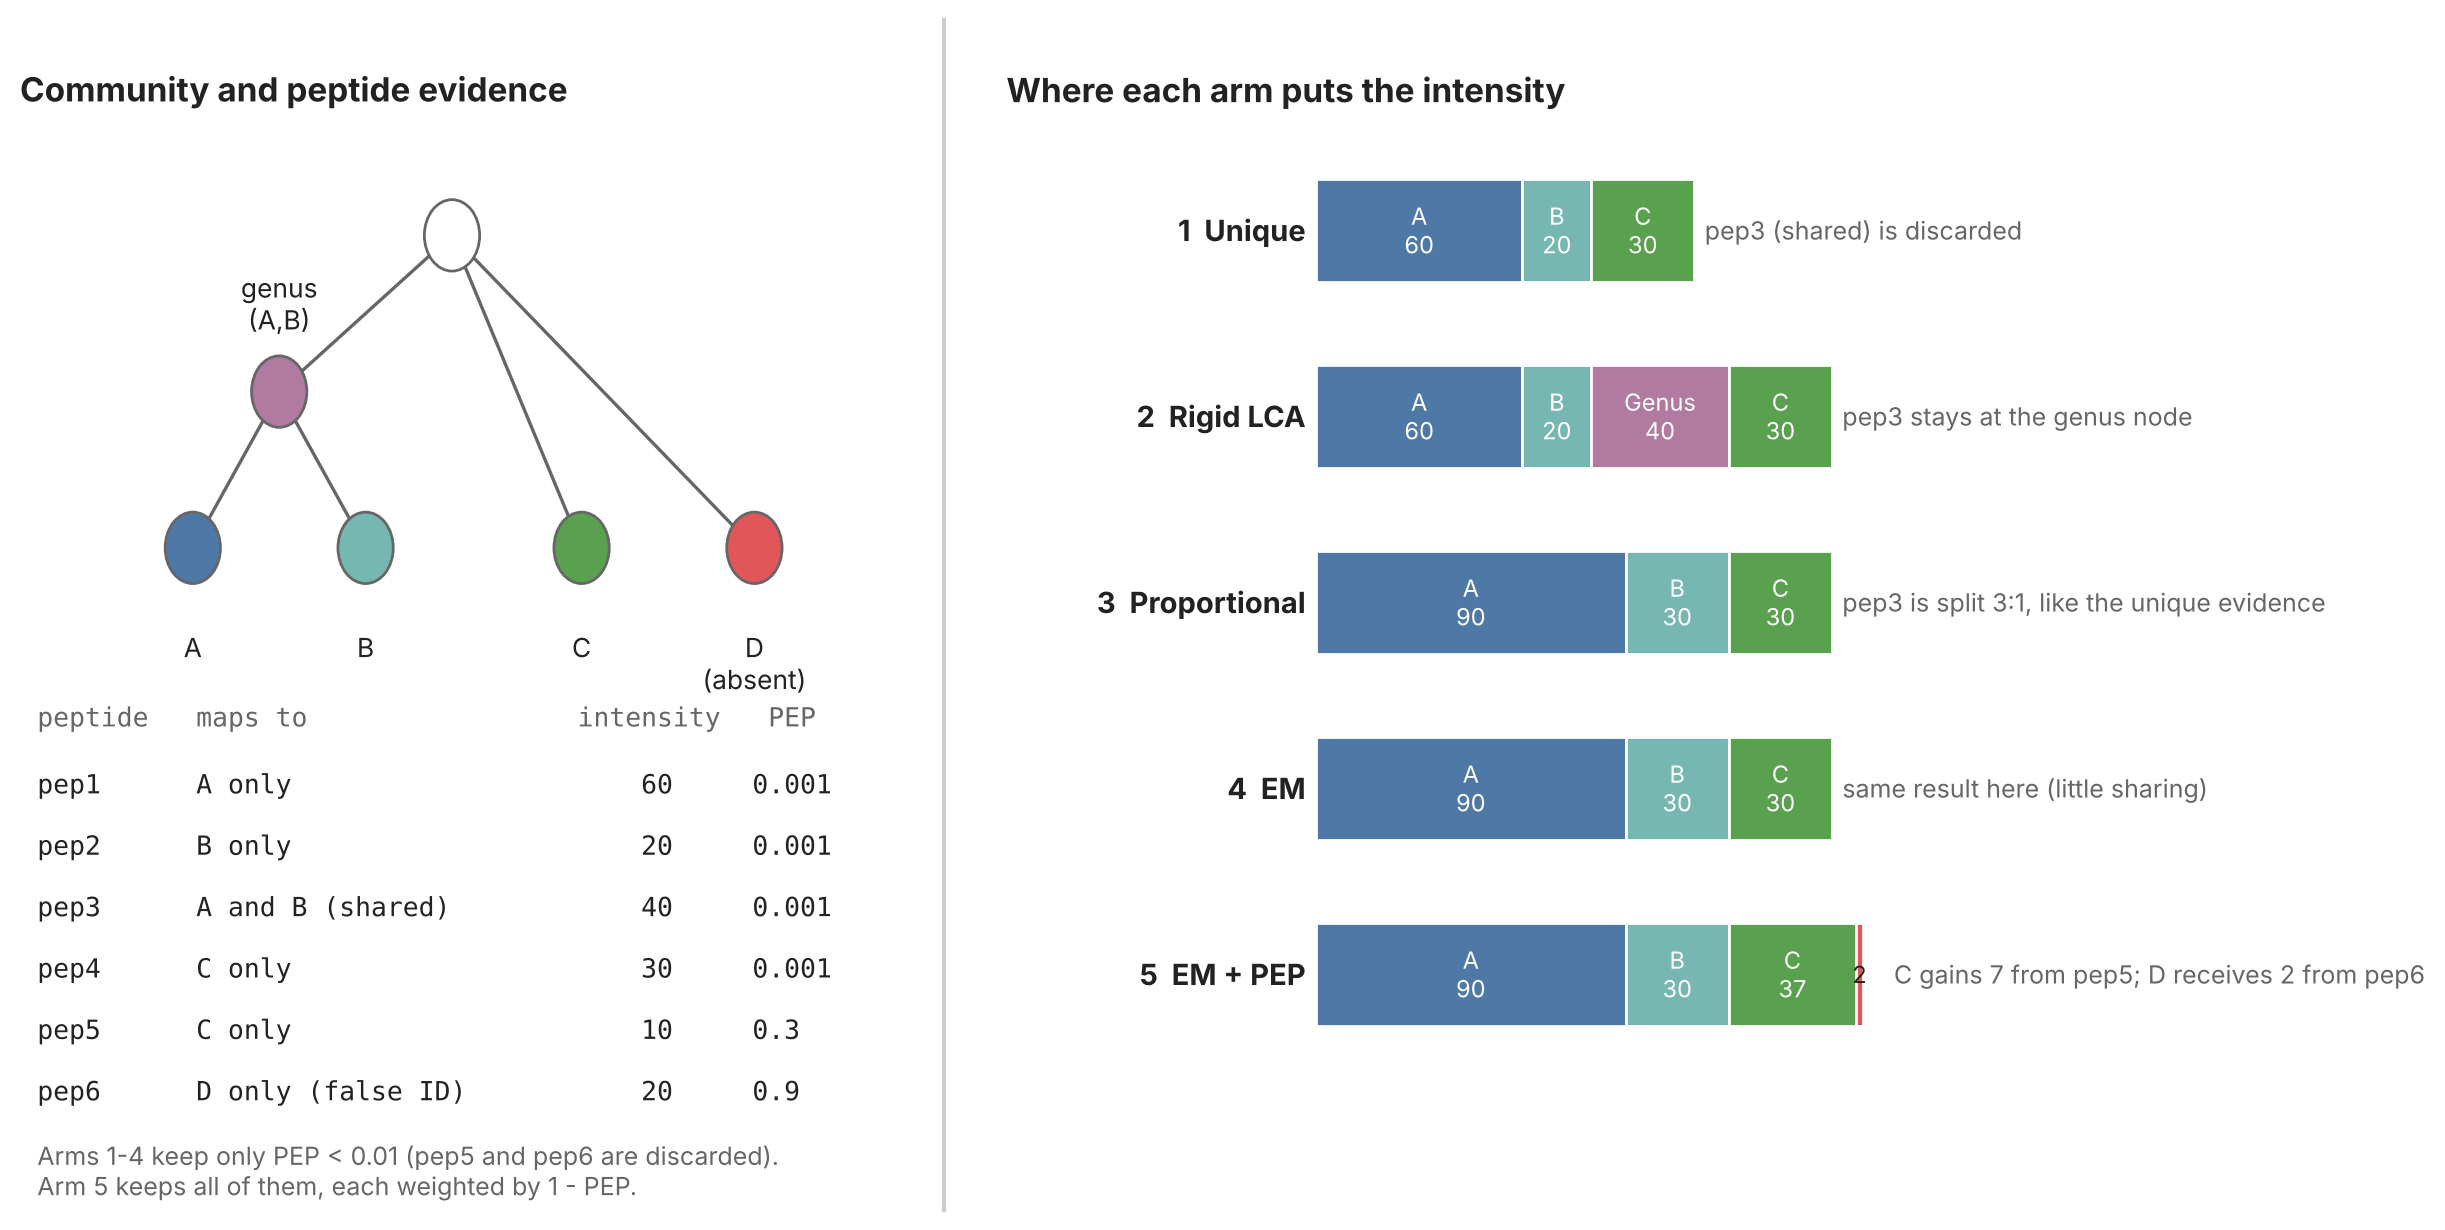 Community and peptide evidence
genus
(A,B)
A B C D
(absent)
peptide maps to intensity PEP
pep1 A only 60 0.001
pep2 B only 20 0.001
pep3 A and B (shared) 40 0.001
pep4 C only 30 0.001
pep5 C only 10 0.3
pep6 D only (false ID) 20 0.9
Arms 1-4 keep only PEP < 0.01 (pep5 and pep6 are discarded).
Arm 5 keeps all of them, each weighted by 1 - PEP.
Where each arm puts the intensity
1 Unique
A
60
B
20
C
30
pep3 (shared) is discarded
2 Rigid LCA
A
60
B
20
Genus
40
C
30
pep3 stays at the genus node
3 Proportional
A
90
B
30
C
30
pep3 is split 3:1, like the unique evidence
4 EM
A
90
B
30
C
30
same result here (little sharing)
5 EM + PEP
A
90
B
30
C
37
2
C gains 7 from pep5; D receives 2 from pep6